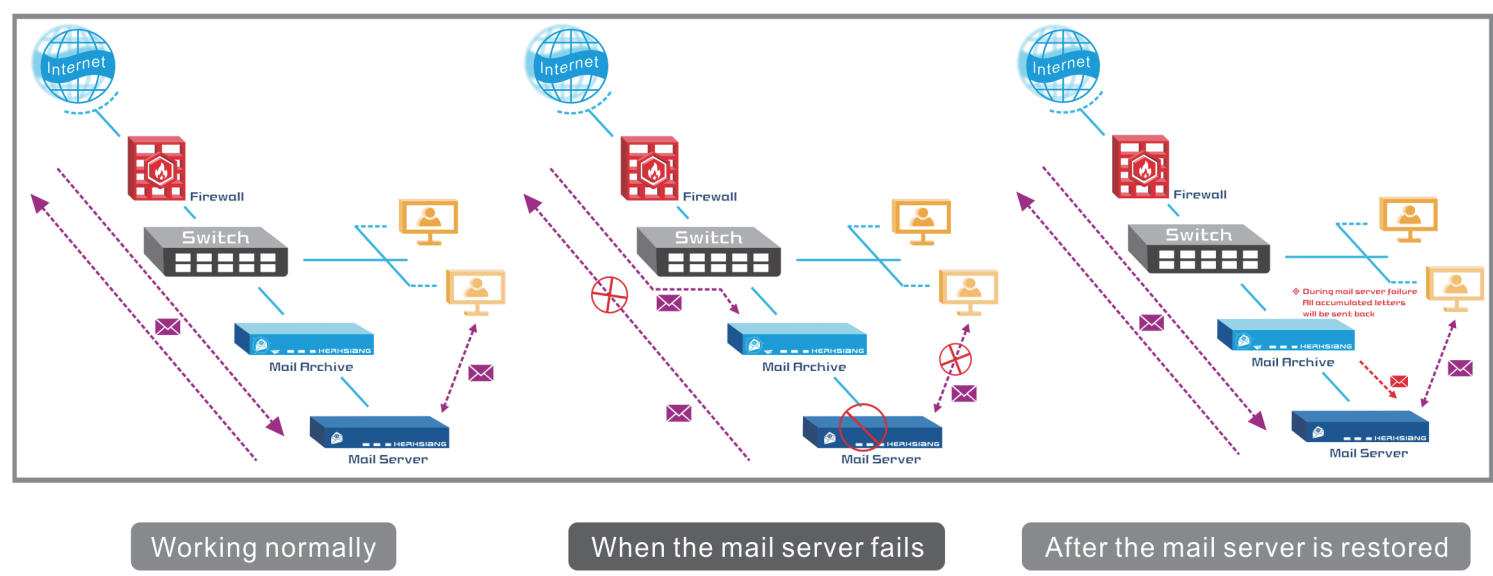 Internet
Firewall
Switch
HERHSIANG
Mail Archive
HERHSIANG
Mail Server
Internet
Firewall
Switch
HERHSIANG
Mail Archive
HERHSIANG
Mail Server
Internet
Firewall
Switch
※ During mail server failure
All accumulated letters
will be sent back
HERHSIANG
Mail Archive
HERHSIANG
Mail Server
Working normally
When the mail server fails
After the mail server is restored